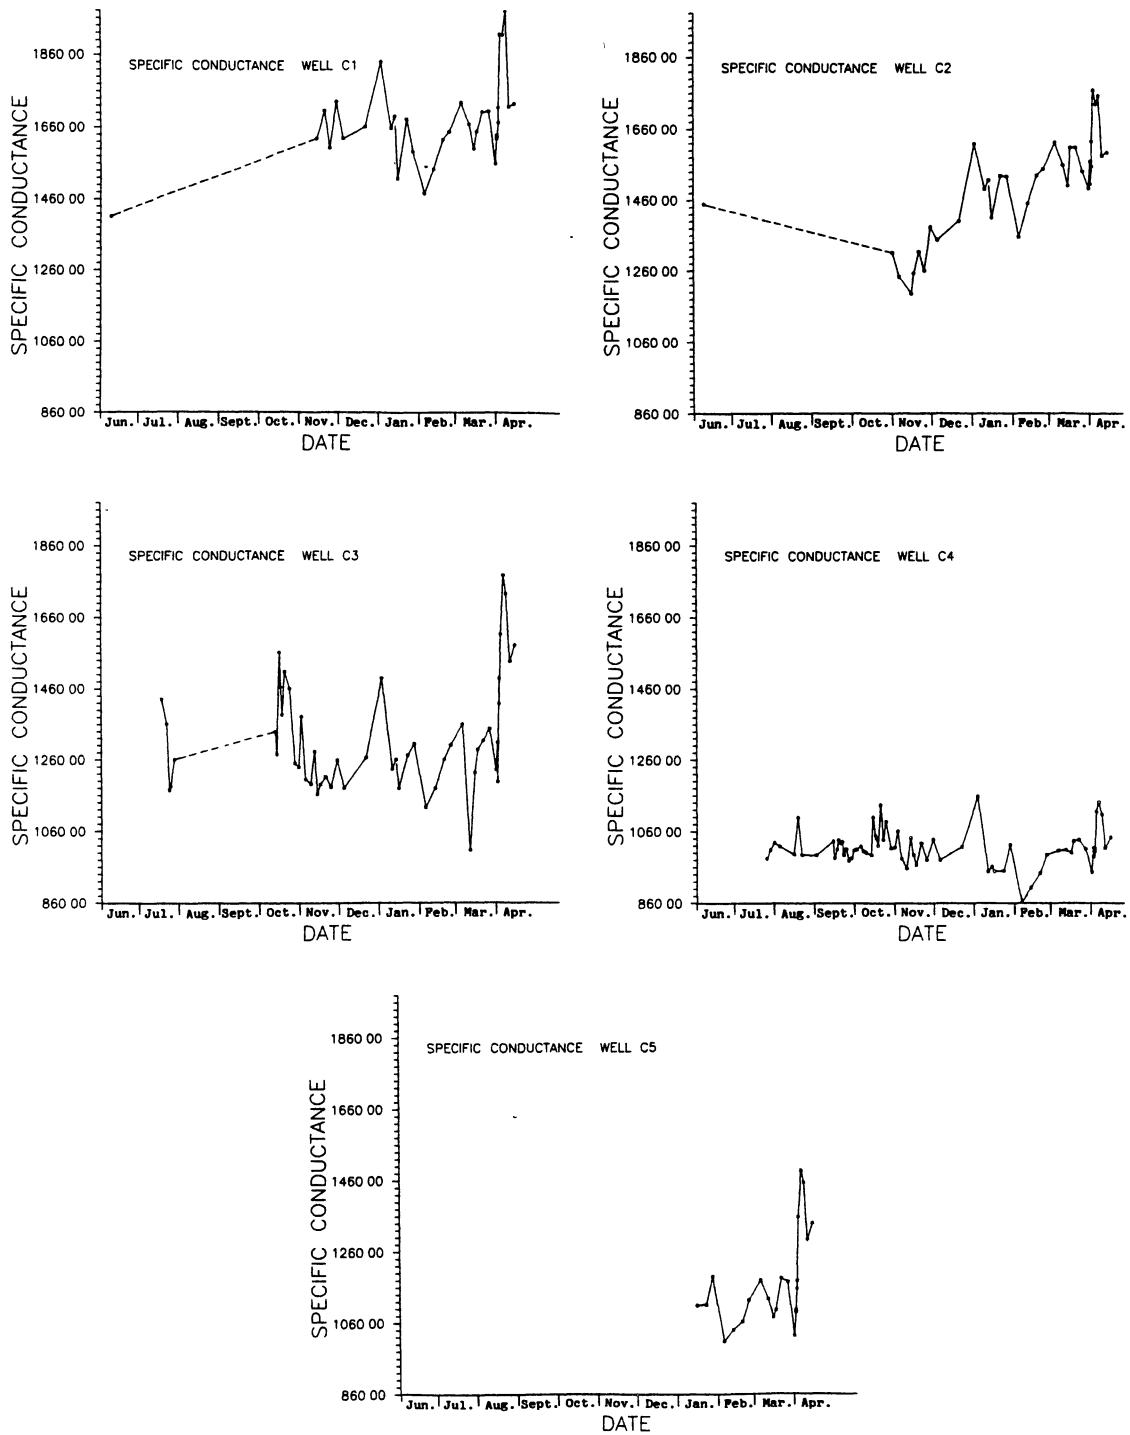 SPECIFIC CONDUCTANCE WELL C1
SPECIFIC CONDUCTANCE
1860 00
1660 00
1460 00
1260 00
1060 00
860 00
Jun. Jul. Aug. Sept. Oct. Nov. Dec. Jan. Feb. Mar. Apr.
DATE
SPECIFIC CONDUCTANCE WELL C2
SPECIFIC CONDUCTANCE
1860 00
1660 00
1460 00
1260 00
1060 00
860 00
Jun. Jul. Aug. Sept. Oct. Nov. Dec. Jan. Feb. Mar. Apr.
DATE
SPECIFIC CONDUCTANCE WELL C3
SPECIFIC CONDUCTANCE
1860 00
1660 00
1460 00
1260 00
1060 00
860 00
Jun. Jul. Aug. Sept. Oct. Nov. Dec. Jan. Feb. Mar. Apr.
DATE
SPECIFIC CONDUCTANCE WELL C4
SPECIFIC CONDUCTANCE
1860 00
1660 00
1460 00
1260 00
1060 00
860 00
Jun. Jul. Aug. Sept. Oct. Nov. Dec. Jan. Feb. Mar. Apr.
DATE
SPECIFIC CONDUCTANCE WELL C5
SPECIFIC CONDUCTANCE
1860 00
1660 00
1460 00
1260 00
1060 00
860 00
Jun. Jul. Aug. Sept. Oct. Nov. Dec. Jan. Feb. Mar. Apr.
DATE